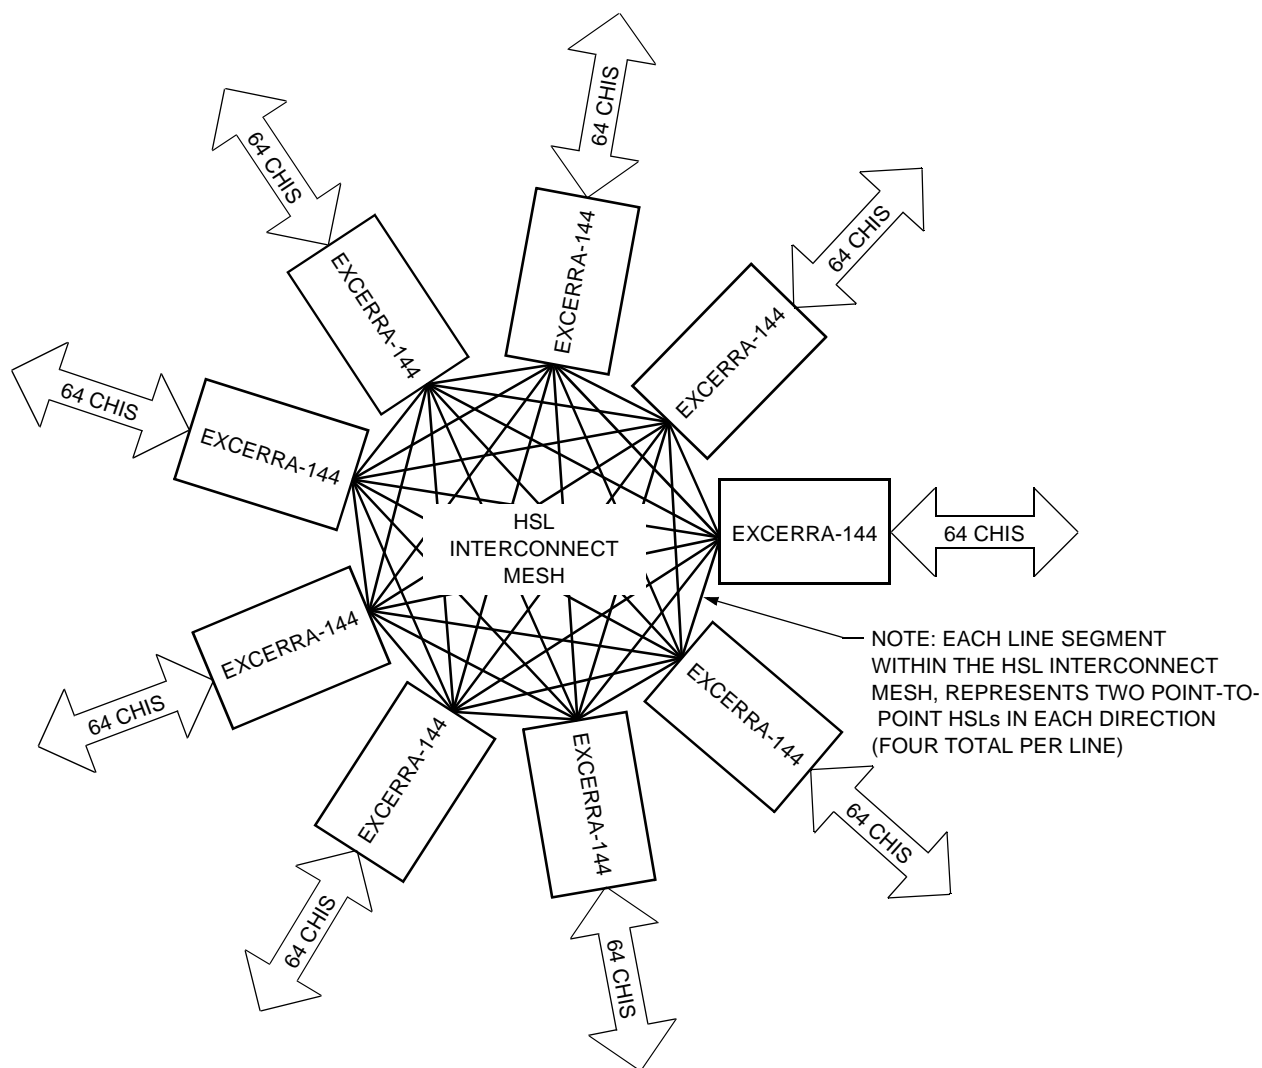 64 CHIS
EXCERRA-144
64 CHIS
EXCERRA-144
64 CHIS
EXCERRA-144
64 CHIS
EXCERRA-144
HSL
INTERCONNECT
MESH
EXCERRA-144
64 CHIS
NOTE: EACH LINE SEGMENT
WITHIN THE HSL INTERCONNECT
MESH, REPRESENTS TWO POINT-TO-
POINT HSLs IN EACH DIRECTION
(FOUR TOTAL PER LINE)
EXCERRA-144
64 CHIS
EXCERRA-144
64 CHIS
EXCERRA-144
64 CHIS
EXCERRA-144
64 CHIS